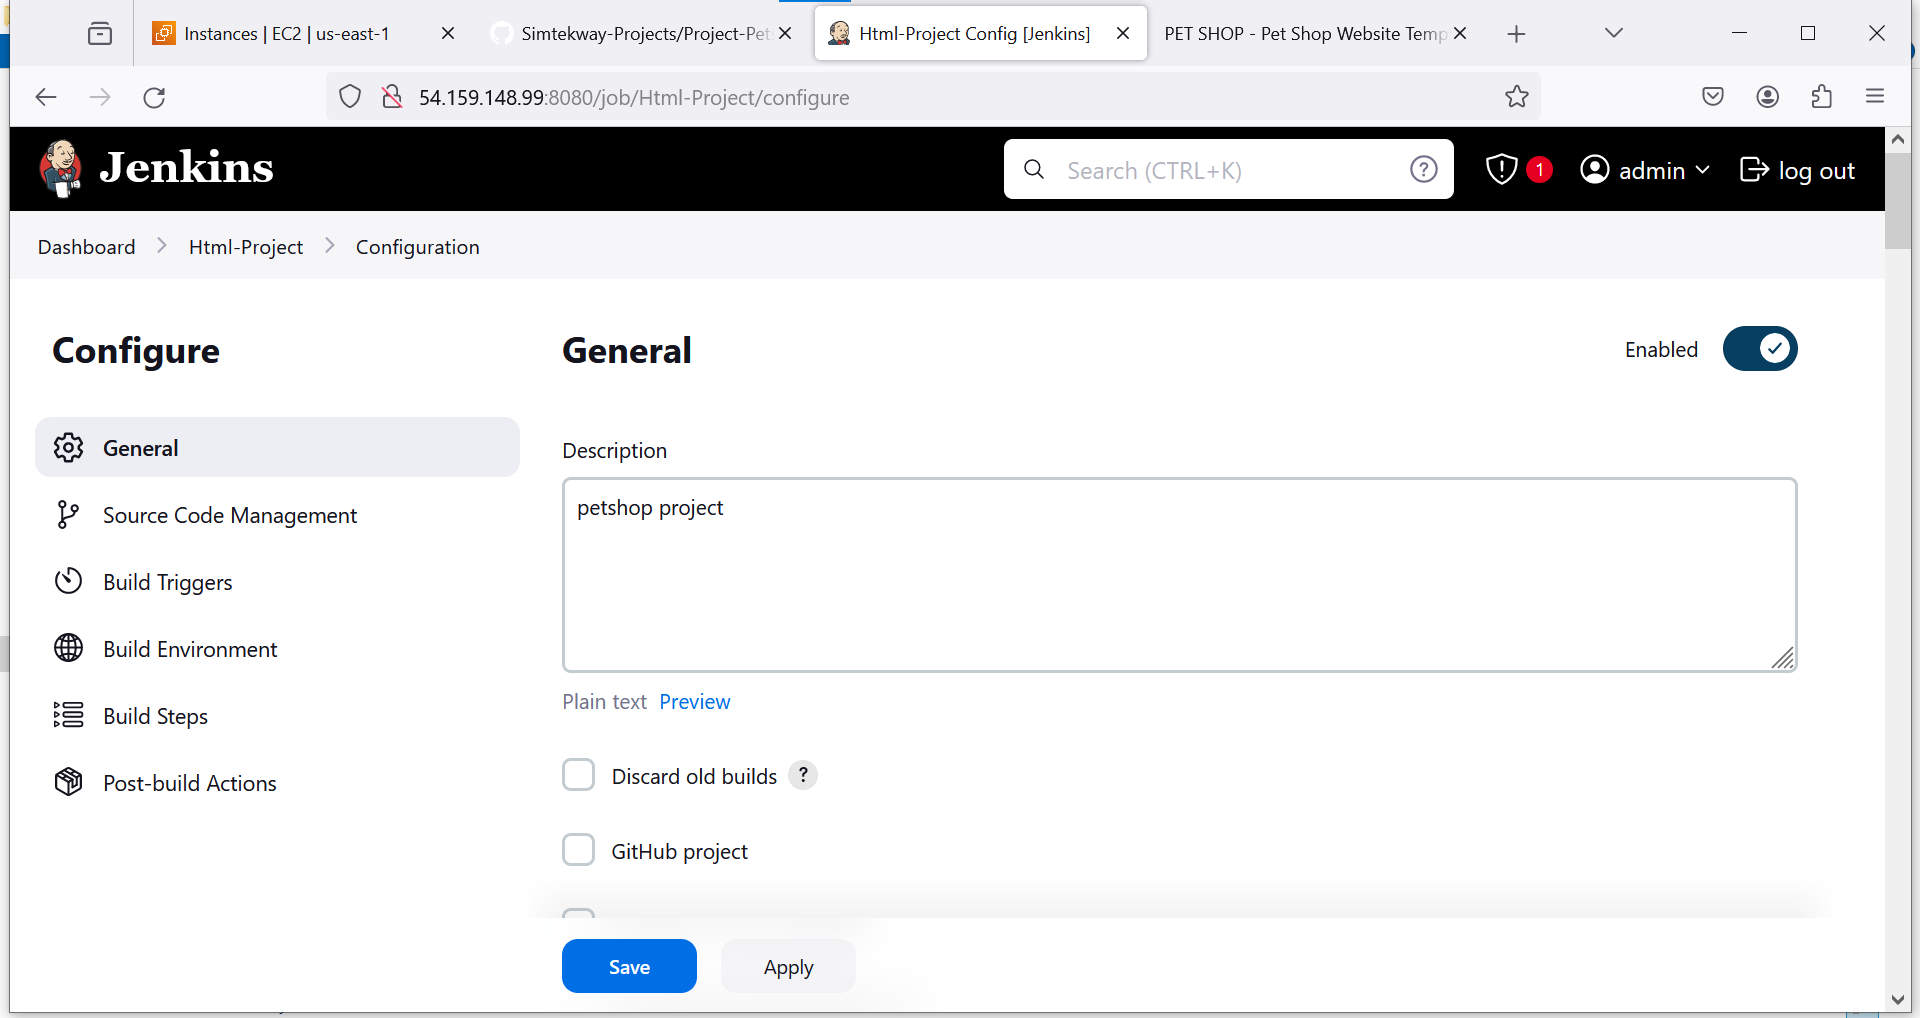 Instances | EC2 | us-east-1
Simtekway-Projects/Project-Pet
Html-Project Config [Jenkins]
PET SHOP - Pet Shop Website Temp
54.159.148.99:8080/job/Html-Project/configure
Jenkins
Search (CTRL+K)
?
1
admin
log out
Dashboard
Html-Project
Configuration
Configure
General
Source Code Management
Build Triggers
Build Environment
Build Steps
Post-build Actions
General
Enabled
Description
petshop project
Plain text Preview
Discard old builds ?
GitHub project
Save
Apply